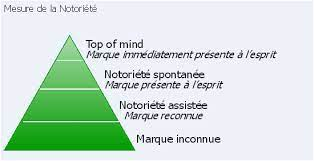 Mesure de la Notoriété
Top of mind
Marque immédiatement présente à l'esprit
Notoriété spontanée
Marque présente à l'esprit
Notoriété assistée
Marque reconnue
Marque inconnue